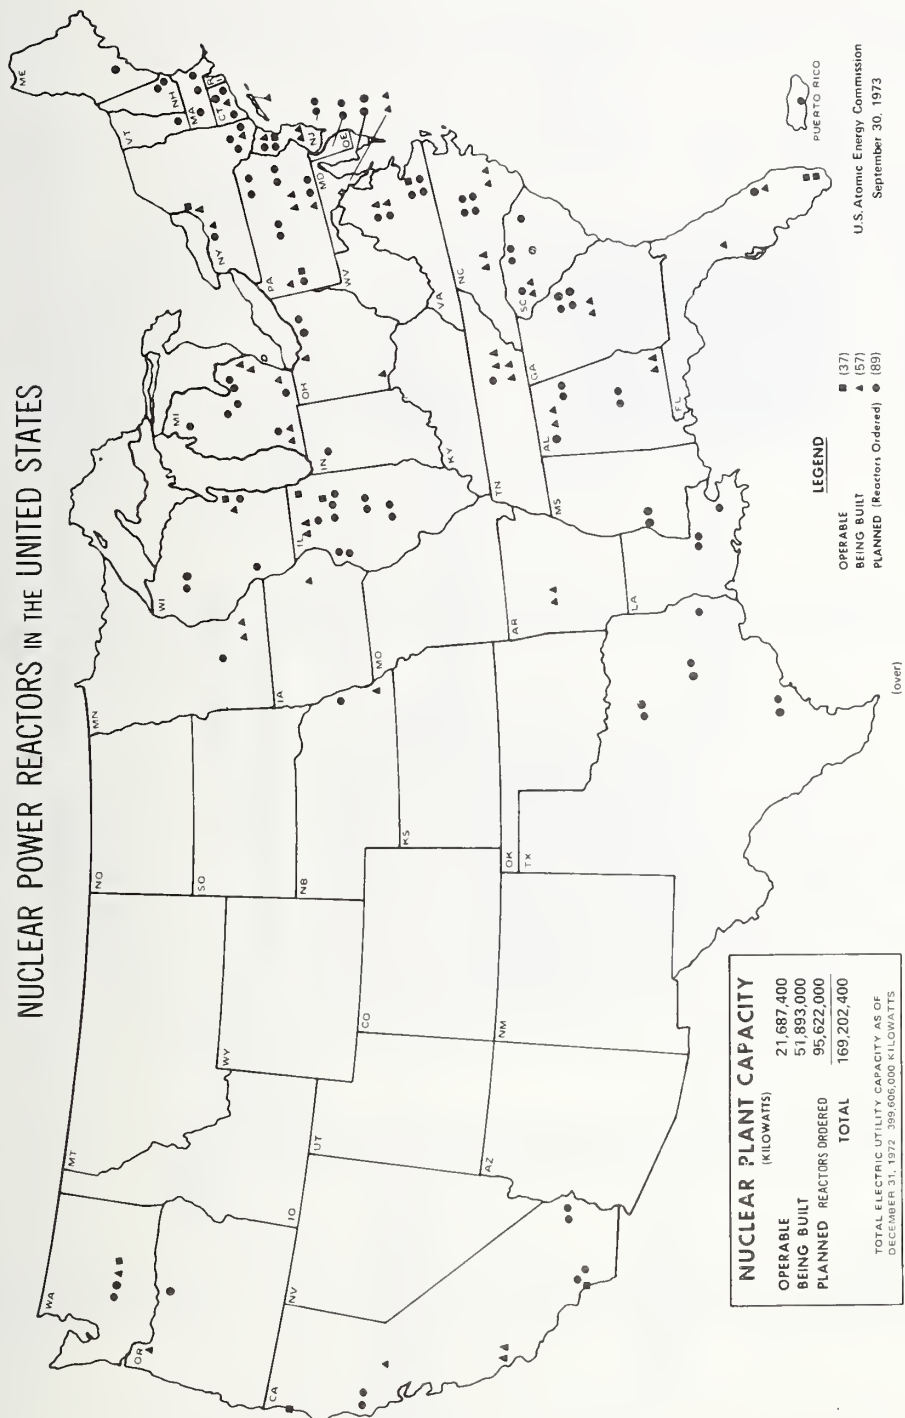 NUCLEAR POWER REACTORS IN THE UNITED STATES
WA
OR
CA
NV
ID
MT
WY
UT
AZ
CO
NM
ND
SD
NB
KS
OK
TX
MN
IA
MO
AR
LA
WI
IL
MI
IN
OH
KY
TN
MS
AL
GA
FL
SC
NC
VA
WV
PA
NY
MD
DE
NJ
CT
RI
MA
NH
VT
ME
PUERTO RICO
NUCLEAR PLANT CAPACITY
(KILOWATTS)
OPERABLE 21,687,400
BEING BUILT 51,893,000
PLANNED REACTORS ORDERED 95,622,000
TOTAL 169,202,400
TOTAL ELECTRIC UTILITY CAPACITY AS OF
DECEMBER 31, 1972 399,606,000 KILOWATTS
LEGEND
OPERABLE ■ (37)
BEING BUILT ▲ (57)
PLANNED (Reactors Ordered) ● (89)
U.S. Atomic Energy Commission
September 30, 1973
(over)